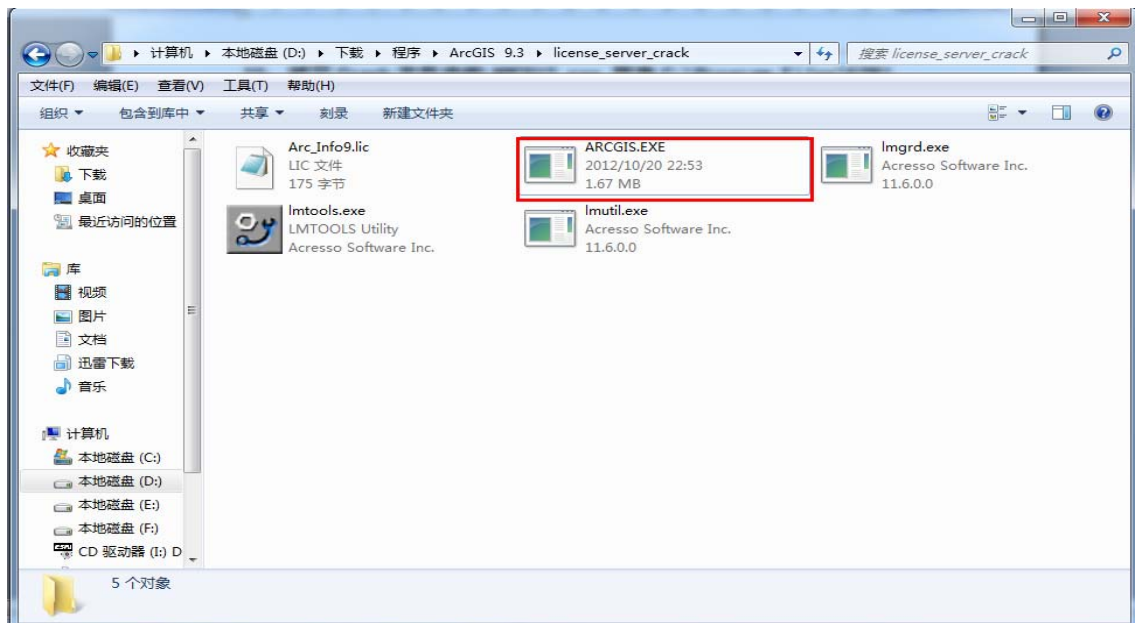 计算机 ▸ 本地磁盘 (D:) ▸ 下载 ▸ 程序 ▸ ArcGIS 9.3 ▸ license_server_crack
搜索 license_server_crack
文件(F) 编辑(E) 查看(V) 工具(T) 帮助(H)
组织 包含到库中 共享 刻录 新建文件夹
收藏夹
下载
桌面
最近访问的位置
库
视频
图片
文档
迅雷下载
音乐
计算机
本地磁盘 (C:)
本地磁盘 (D:)
本地磁盘 (E:)
本地磁盘 (F:)
CD 驱动器 (I:) D
Arc_Info9.lic
LIC 文件
175 字节
ARCGIS.EXE
2012/10/20 22:53
1.67 MB
lmgrd.exe
Acresso Software Inc.
11.6.0.0
lmtools.exe
LMTOOLS Utility
Acresso Software Inc.
lmutil.exe
Acresso Software Inc.
11.6.0.0
5 个对象